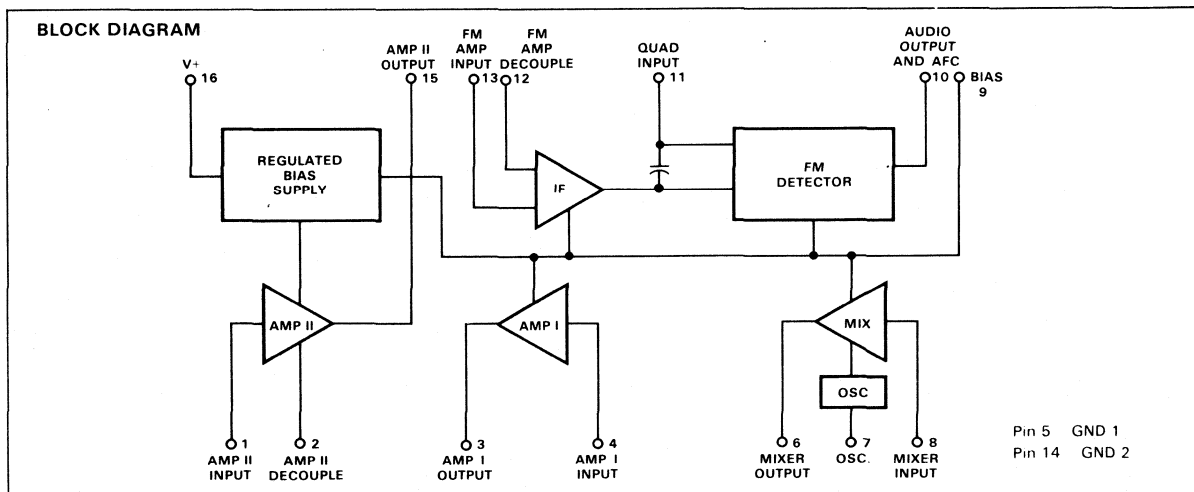 BLOCK DIAGRAM
V+
16
AMP II
OUTPUT
15
FM
AMP
INPUT
13
FM
AMP
DECOUPLE
12
QUAD
INPUT
11
AUDIO
OUTPUT
AND AFC
10
BIAS
9
REGULATED
BIAS
SUPPLY
IF
FM
DETECTOR
AMP II
AMP I
MIX
OSC
1
AMP II
INPUT
2
AMP II
DECOUPLE
3
AMP I
OUTPUT
4
AMP I
INPUT
6
MIXER
OUTPUT
7
OSC.
8
MIXER
INPUT
Pin 5 GND 1
Pin 14 GND 2